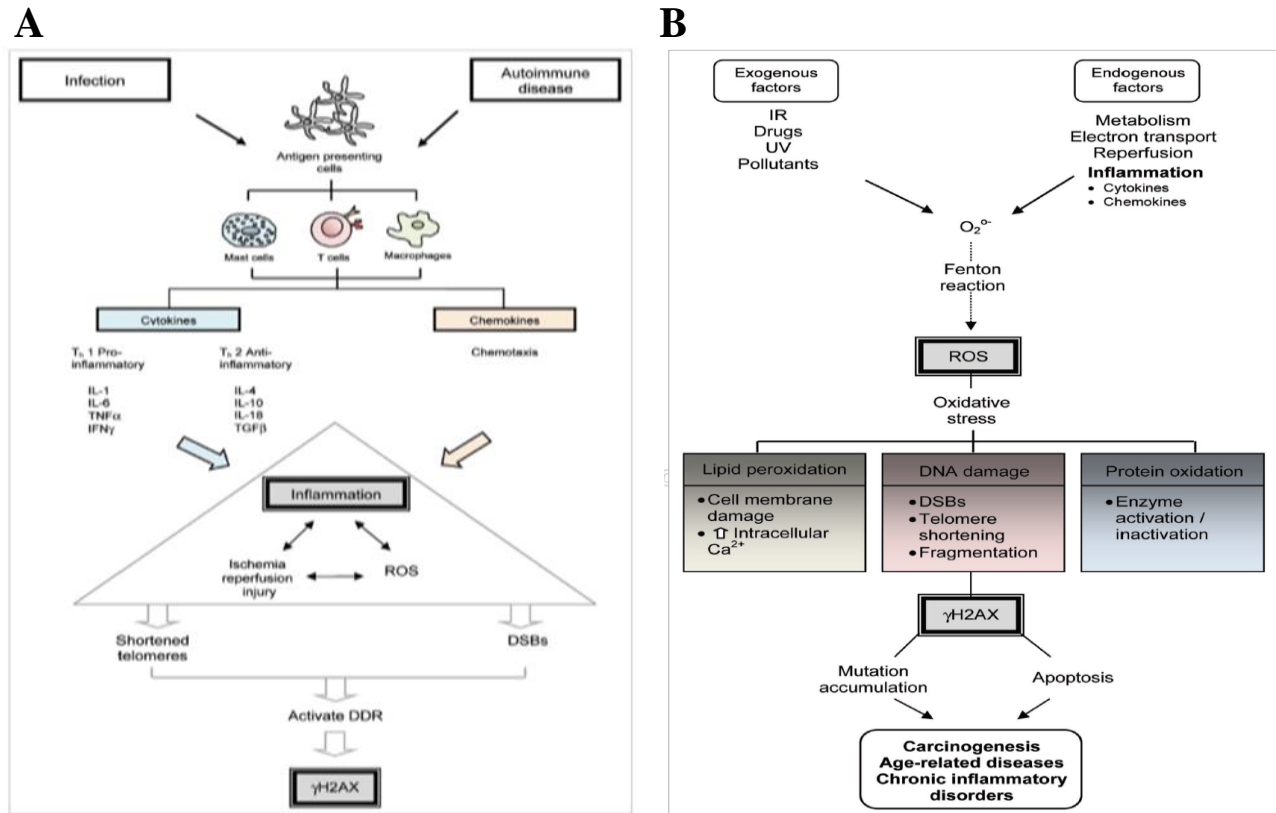 A
Infection
Autoimmune
disease
Antigen presenting
cells
Mast cells
T cells
Macrophages
Cytokines
Chemokines
Th 1 Pro-
inflammatory
IL-1
IL-6
TNFα
IFNγ
Th 2 Anti-
inflammatory
IL-4
IL-10
IL-18
TGFβ
Chemotaxis
Inflammation
Ischemia
reperfusion
injury
ROS
Shortened
telomeres
DSBs
Activate DDR
γH2AX
B
Exogenous
factors
IR
Drugs
UV
Pollutants
Endogenous
factors
Metabolism
Electron transport
Reperfusion
Inflammation
• Cytokines
• Chemokines
O₂°⁻
Fenton
reaction
ROS
Oxidative
stress
Lipid peroxidation
• Cell membrane
damage
• ⇧ Intracellular
Ca²⁺
DNA damage
• DSBs
• Telomere
shortening
• Fragmentation
Protein oxidation
• Enzyme
activation /
inactivation
γH2AX
Mutation
accumulation
Apoptosis
Carcinogenesis
Age-related diseases
Chronic inflammatory
disorders